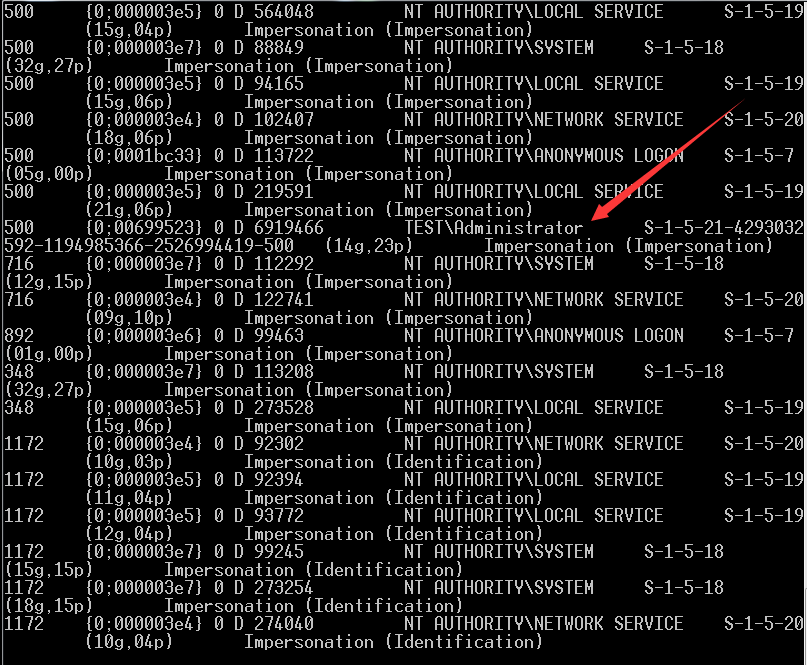 500     {0;000003e5} 0 D 564048         NT AUTHORITY\LOCAL SERVICE      S-1-5-19
        (15g,04p)       Impersonation (Impersonation)
500     {0;000003e7} 0 D 88849          NT AUTHORITY\SYSTEM     S-1-5-18
(32g,27p)       Impersonation (Impersonation)
500     {0;000003e5} 0 D 94165          NT AUTHORITY\LOCAL SERVICE      S-1-5-19
        (15g,06p)       Impersonation (Impersonation)
500     {0;000003e4} 0 D 102407         NT AUTHORITY\NETWORK SERVICE    S-1-5-20
        (18g,06p)       Impersonation (Impersonation)
500     {0;0001bc33} 0 D 113722         NT AUTHORITY\ANONYMOUS LOGON    S-1-5-7
(05g,00p)       Impersonation (Impersonation)
500     {0;000003e5} 0 D 219591         NT AUTHORITY\LOCAL SERVICE      S-1-5-19
        (21g,06p)       Impersonation (Impersonation)
500     {0;00699523} 0 D 6919466        TEST\Administrator      S-1-5-21-4293032
592-1194985366-2526994419-500   (14g,23p)       Impersonation (Impersonation)
716     {0;000003e7} 0 D 112292         NT AUTHORITY\SYSTEM     S-1-5-18
(12g,15p)       Impersonation (Impersonation)
716     {0;000003e4} 0 D 122741         NT AUTHORITY\NETWORK SERVICE    S-1-5-20
        (09g,10p)       Impersonation (Impersonation)
892     {0;000003e6} 0 D 99463          NT AUTHORITY\ANONYMOUS LOGON    S-1-5-7
(01g,00p)       Impersonation (Impersonation)
348     {0;000003e7} 0 D 113208         NT AUTHORITY\SYSTEM     S-1-5-18
(32g,27p)       Impersonation (Impersonation)
348     {0;000003e5} 0 D 273528         NT AUTHORITY\LOCAL SERVICE      S-1-5-19
        (15g,06p)       Impersonation (Impersonation)
1172    {0;000003e4} 0 D 92302          NT AUTHORITY\NETWORK SERVICE    S-1-5-20
        (10g,03p)       Impersonation (Identification)
1172    {0;000003e5} 0 D 92394          NT AUTHORITY\LOCAL SERVICE      S-1-5-19
        (11g,04p)       Impersonation (Identification)
1172    {0;000003e5} 0 D 93772          NT AUTHORITY\LOCAL SERVICE      S-1-5-19
        (12g,04p)       Impersonation (Identification)
1172    {0;000003e7} 0 D 99245          NT AUTHORITY\SYSTEM     S-1-5-18
(15g,15p)       Impersonation (Identification)
1172    {0;000003e7} 0 D 273254         NT AUTHORITY\SYSTEM     S-1-5-18
(18g,15p)       Impersonation (Identification)
1172    {0;000003e4} 0 D 274040         NT AUTHORITY\NETWORK SERVICE    S-1-5-20
        (10g,04p)       Impersonation (Identification)